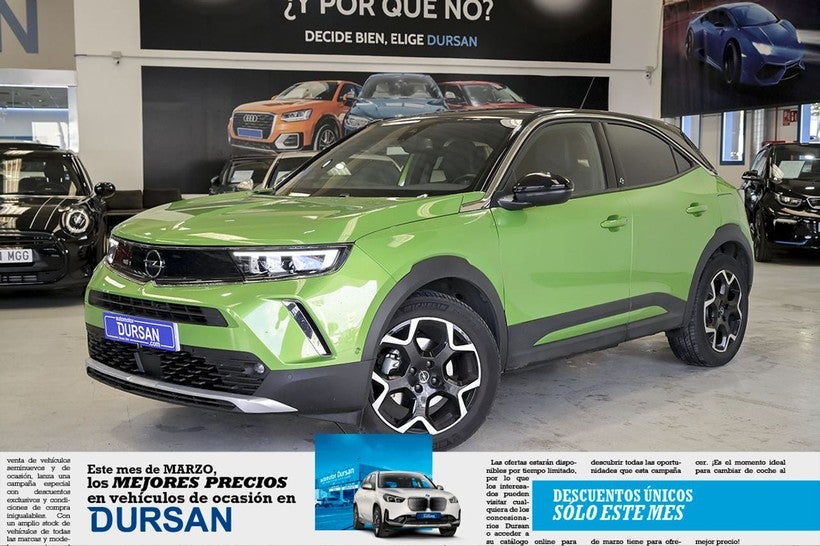 ¿Y POR QUÉ NO?
DECIDE BIEN, ELIGE DURSAN
N
MGG
automotor
DURSAN
.com
MICHELIN
venta de vehículos
seminuevos y de
ocasión, lanza una
campaña especial
con descuentos
exclusivos y condi-
ciones de compra
inigualables. Con
un amplio stock de
vehículos de todas
las marcas y mode-
Este mes de MARZO,
los MEJORES PRECIOS
en vehículos de ocasión en
DURSAN
Dursan
Las ofertas estarán dispo-
nibles por tiempo limitado,
por lo que
los interesa-
dos pueden
visitar cual-
quiera de los
concesiona-
rios Dursan
o acceder a
su catálogo online para
descubrir todas las oportu-
nidades que esta campaña
de marzo tiene para ofre-
cer. ¡Es el momento ideal
para cambiar de coche al
mejor precio!
DESCUENTOS ÚNICOS
SÓLO ESTE MES